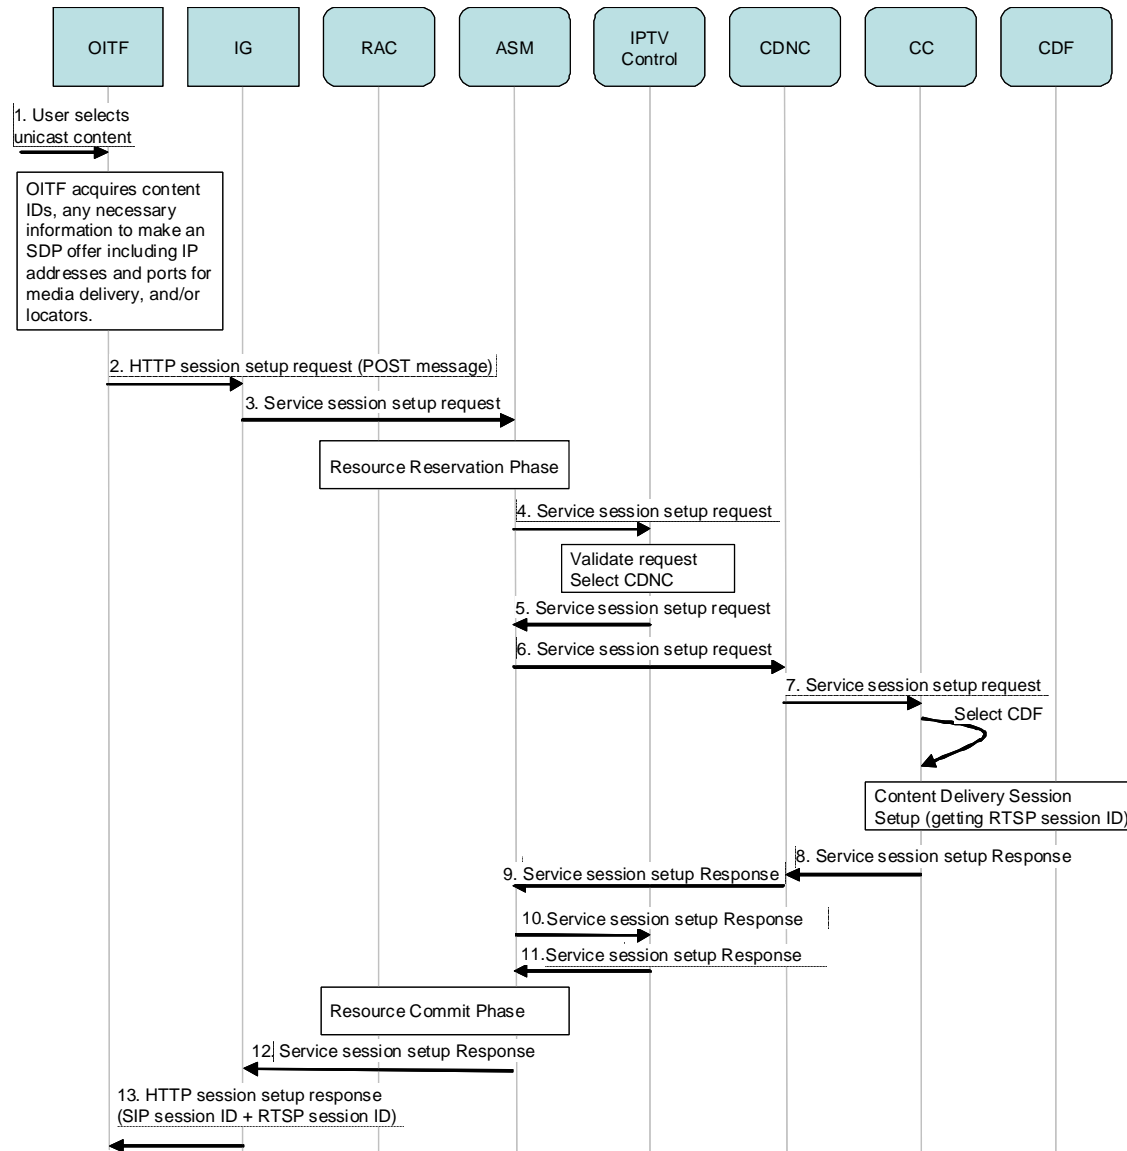 OITF
IG
RAC
ASM
IPTV
Control
CDNC
CC
CDF
1. User selects
unicast content
OITF acquires content
IDs, any necessary
information to make an
SDP offer including IP
addresses and ports for
media delivery, and/or
locators.
2. HTTP session setup request (POST message)
3. Service session setup request
Resource Reservation Phase
4. Service session setup request
Validate request
Select CDNC
5. Service session setup request
6. Service session setup request
7. Service session setup request
Select CDF
Content Delivery Session
Setup (getting RTSP session ID)
8. Service session setup Response
9. Service session setup Response
10. Service session setup Response
11. Service session setup Response
Resource Commit Phase
12. Service session setup Response
13. HTTP session setup response
(SIP session ID + RTSP session ID)